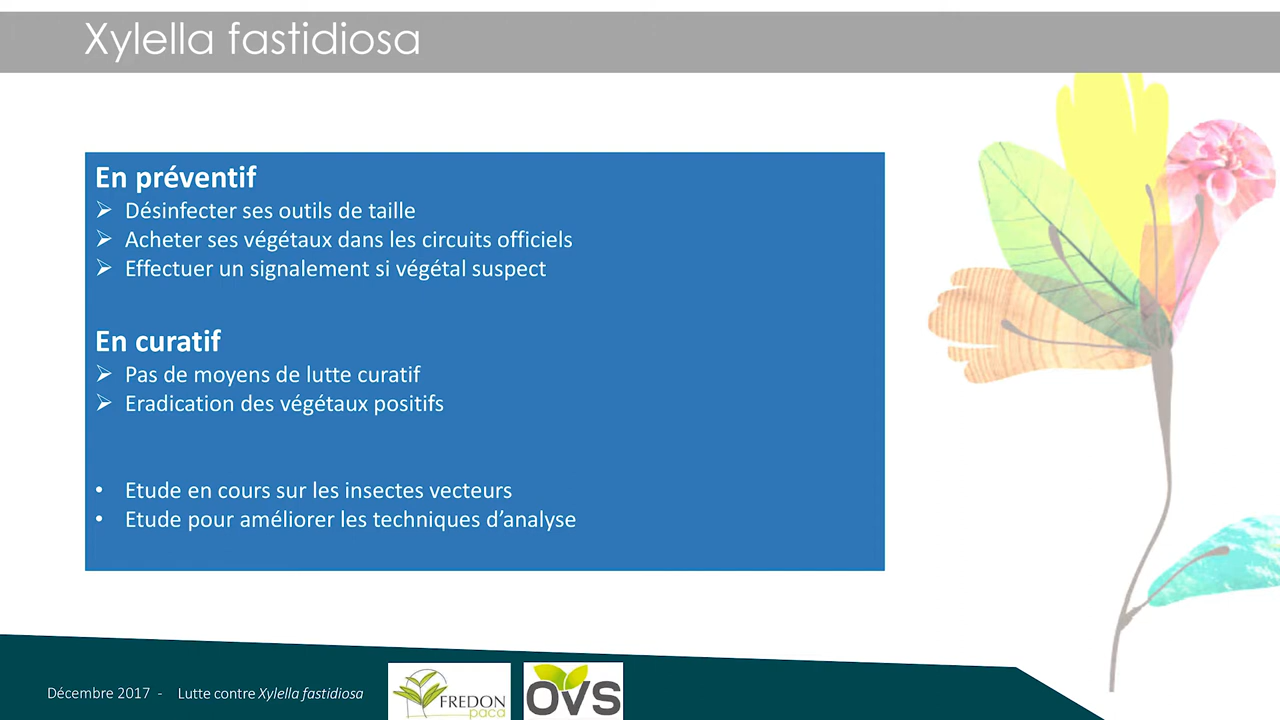 Xylella fastidiosa
En préventif
Désinfecter ses outils de taille
Acheter ses végétaux dans les circuits officiels
Effectuer un signalement si végétal suspect
En curatif
Pas de moyens de lutte curatif
Eradication des végétaux positifs
Etude en cours sur les insectes vecteurs
Etude pour améliorer les techniques d'analyse
Décembre 2017 - Lutte contre Xylella fastidiosa
FREDON
paca
OVS